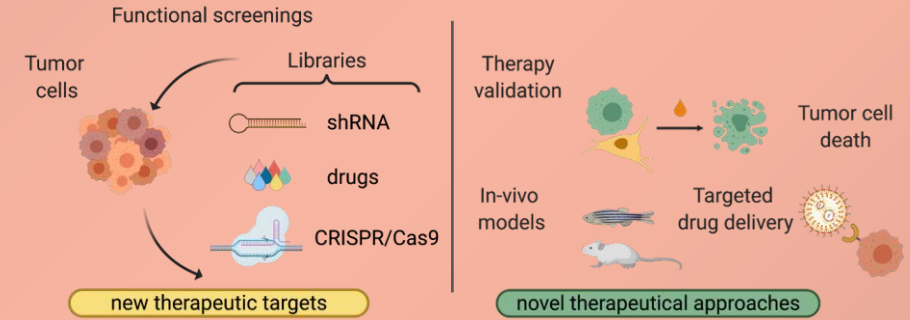 Functional screenings
Tumor
cells
Libraries
shRNA
drugs
CRISPR/Cas9
new therapeutic targets
Therapy
validation
Tumor cell
death
In-vivo
models
Targeted
drug delivery
novel therapeutical approaches